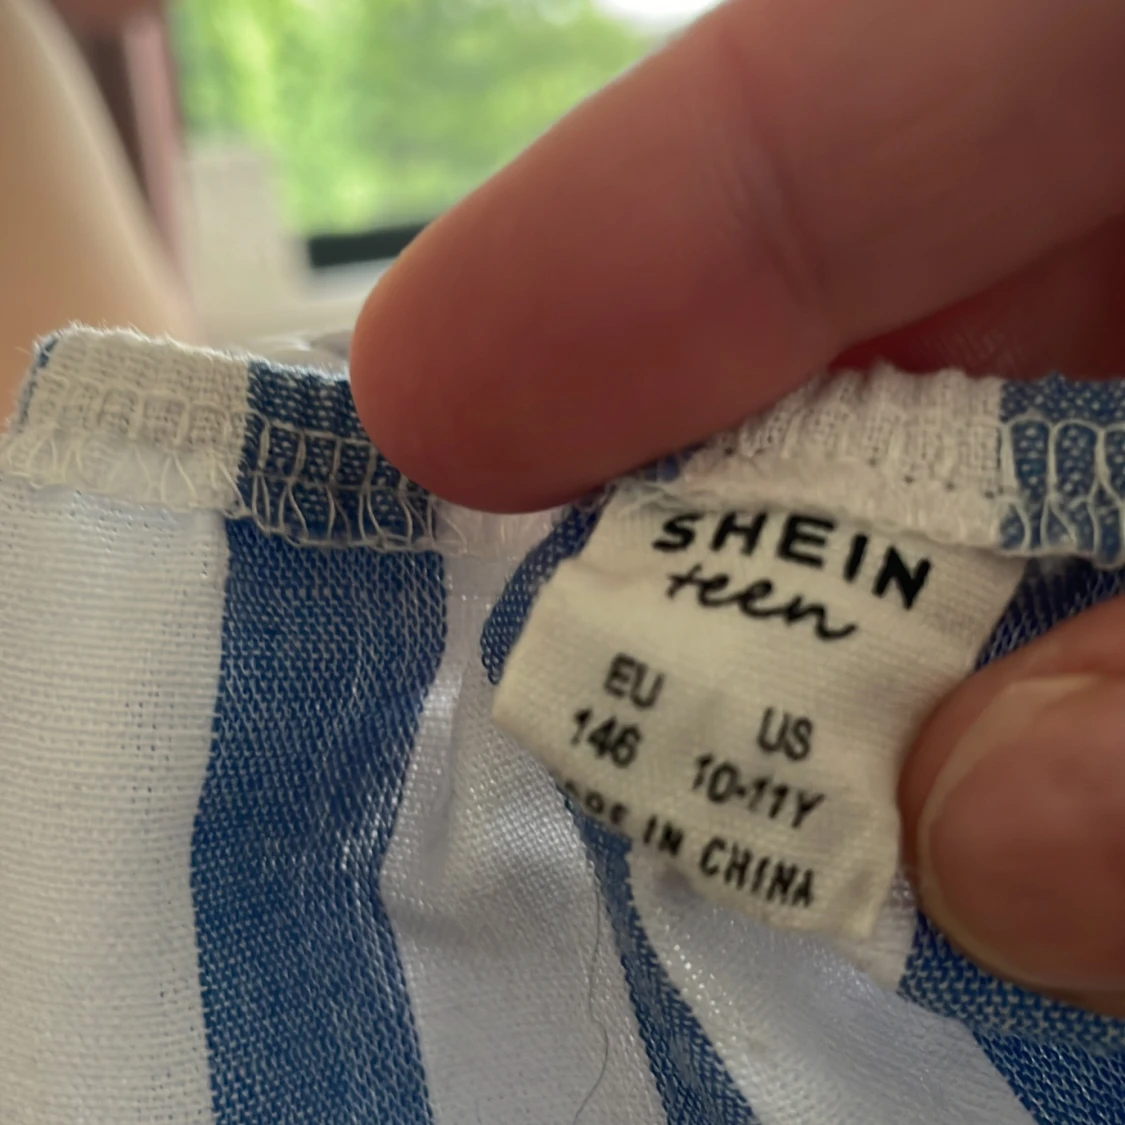 SHEIN
teen
EU US
146 10-11Y
IN CHINA